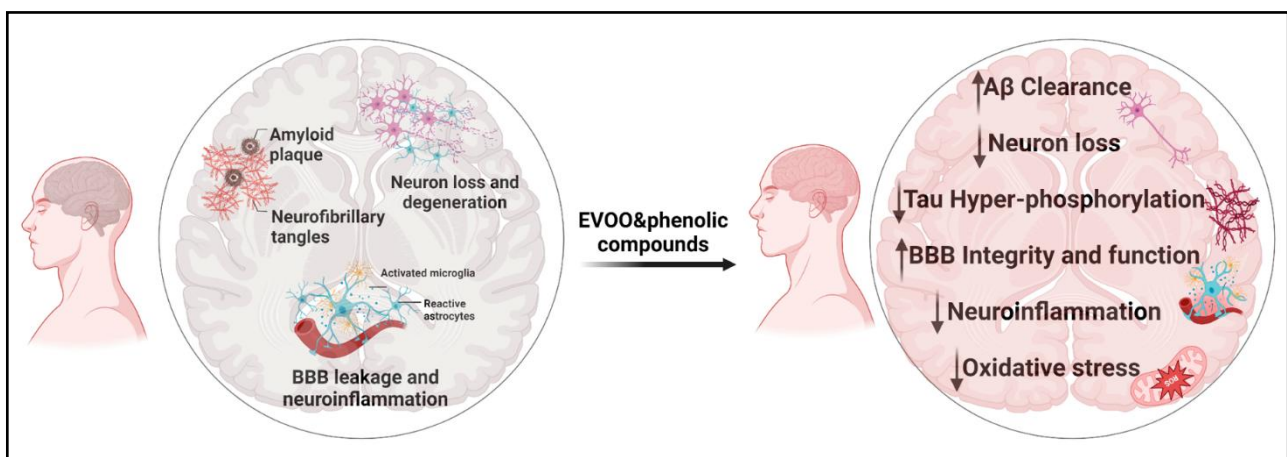 Amyloid
plaque
Neurofibrillary
tangles
Neuron loss and
degeneration
Activated microglia
Reactive
astrocytes
BBB leakage and
neuroinflammation
EVOO&phenolic
compounds
Aβ Clearance
Neuron loss
Tau Hyper-phosphorylation
BBB Integrity and function
Neuroinflammation
Oxidative stress
ROS